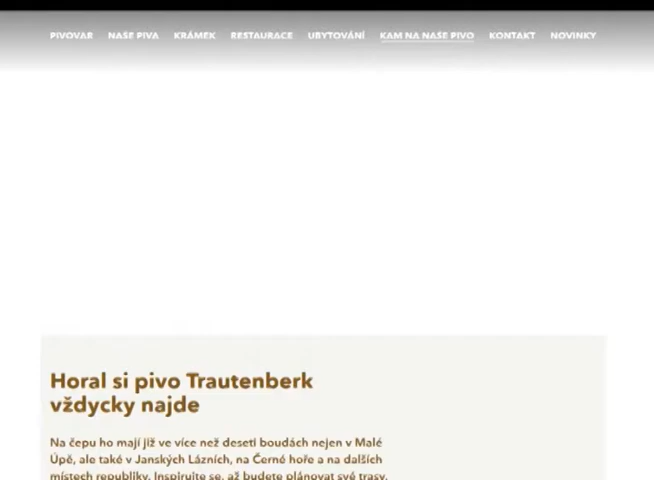 PIVOVAR NAŠE PIVA KRÁMEK RESTAURACE UBYTOVÁNÍ KAM NA NAŠE PIVO KONTAKT NOVINKY
Horal si pivo Trautenberk
vždycky najde
Na čepu ho mají již ve více než deseti boudách nejen v Malé
Úpě, ale také v Janských Lázních, na Černé hoře a na dalších
místech republiky. Inspirujte se, až budete plánovat své trasy.